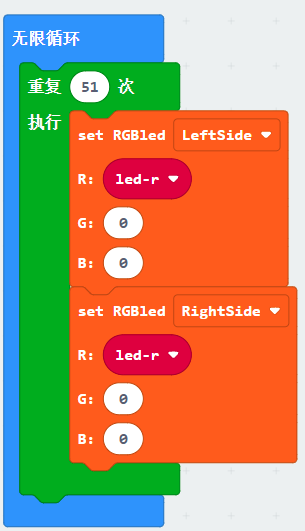 无限循环
重复 51 次
执行
set RGBled LeftSide
R: led-r
G: 0
B: 0
set RGBled RightSide
R: led-r
G: 0
B: 0